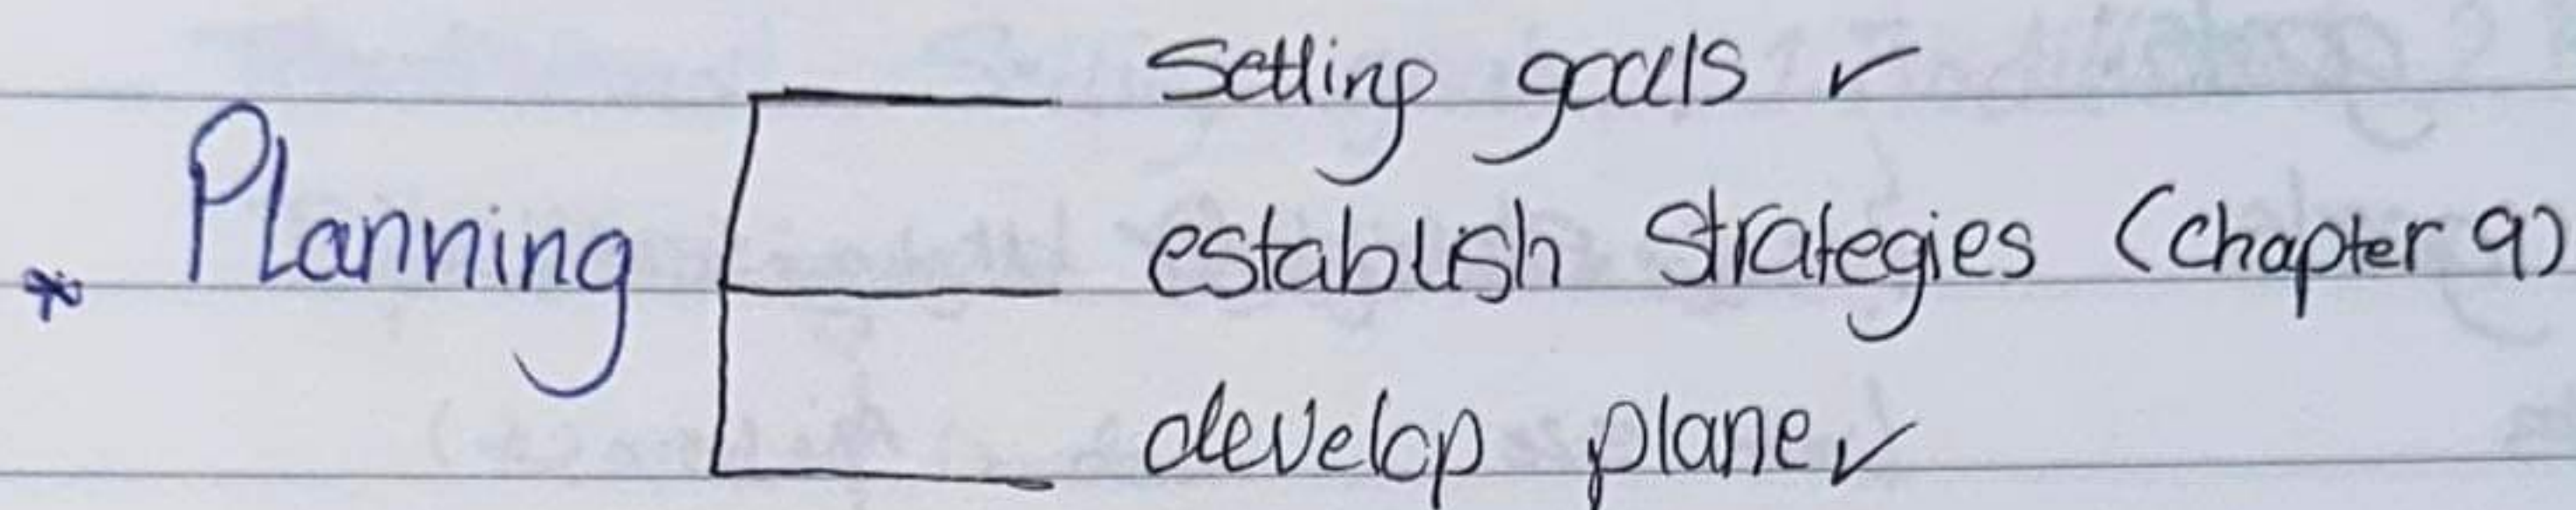 Setting goals ✓
* Planning
establish strategies (chapter 9)
develop plane ✓